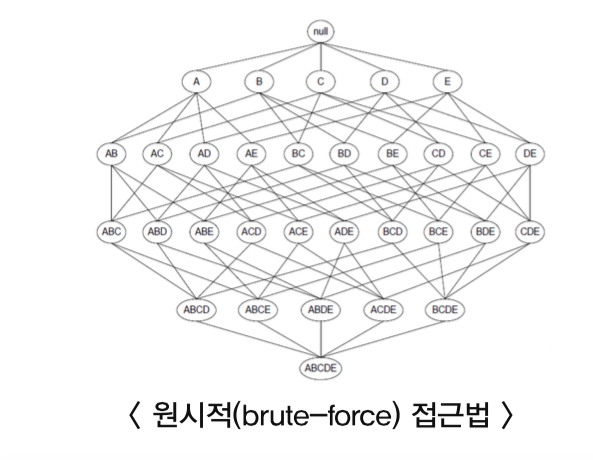 null
A B C D E
AB AC AD AE BC BD BE CD CE DE
ABC ABD ABE ACD ACE ADE BCD BCE BDE CDE
ABCD ABCE ABDE ACDE BCDE
ABCDE
〈 원시적(brute-force) 접근법 〉